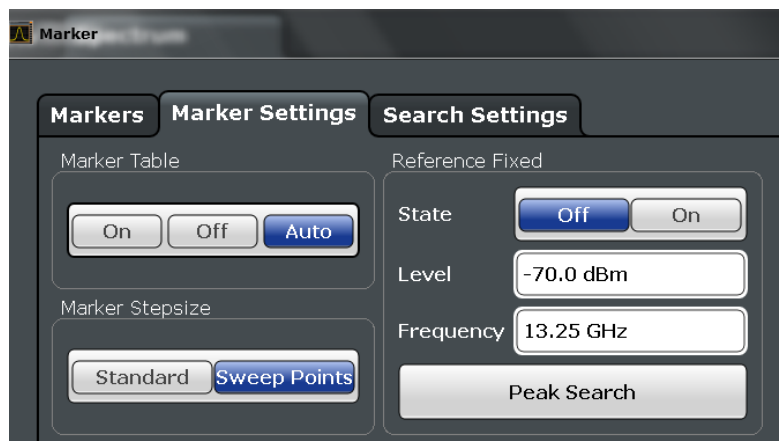 Marker
Markers
Marker Settings
Search Settings
Marker Table
On
Off
Auto
Marker Stepsize
Standard
Sweep Points
Reference Fixed
State
Off
On
Level
-70.0 dBm
Frequency
13.25 GHz
Peak Search